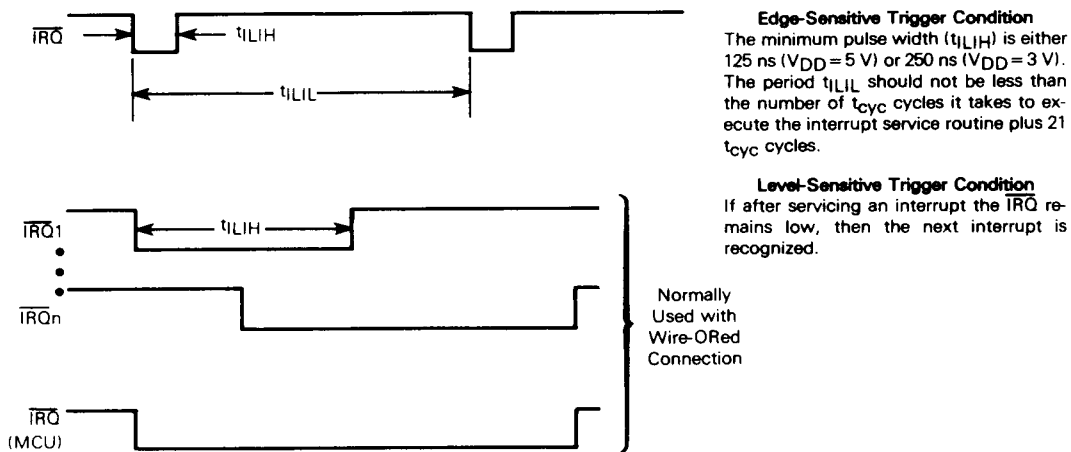 IRQ
tILIH
tILIL
Edge-Sensitive Trigger Condition
The minimum pulse width (tILIH) is either
125 ns (VDD = 5 V) or 250 ns (VDD = 3 V).
The period tILIL should not be less than
the number of tcyc cycles it takes to ex-
ecute the interrupt service routine plus 21
tcyc cycles.
Level-Sensitive Trigger Condition
If after servicing an interrupt the IRQ re-
mains low, then the next interrupt is
recognized.
IRQ1
tILIH
IRQn
IRQ
(MCU)
Normally
Used with
Wire-ORed
Connection